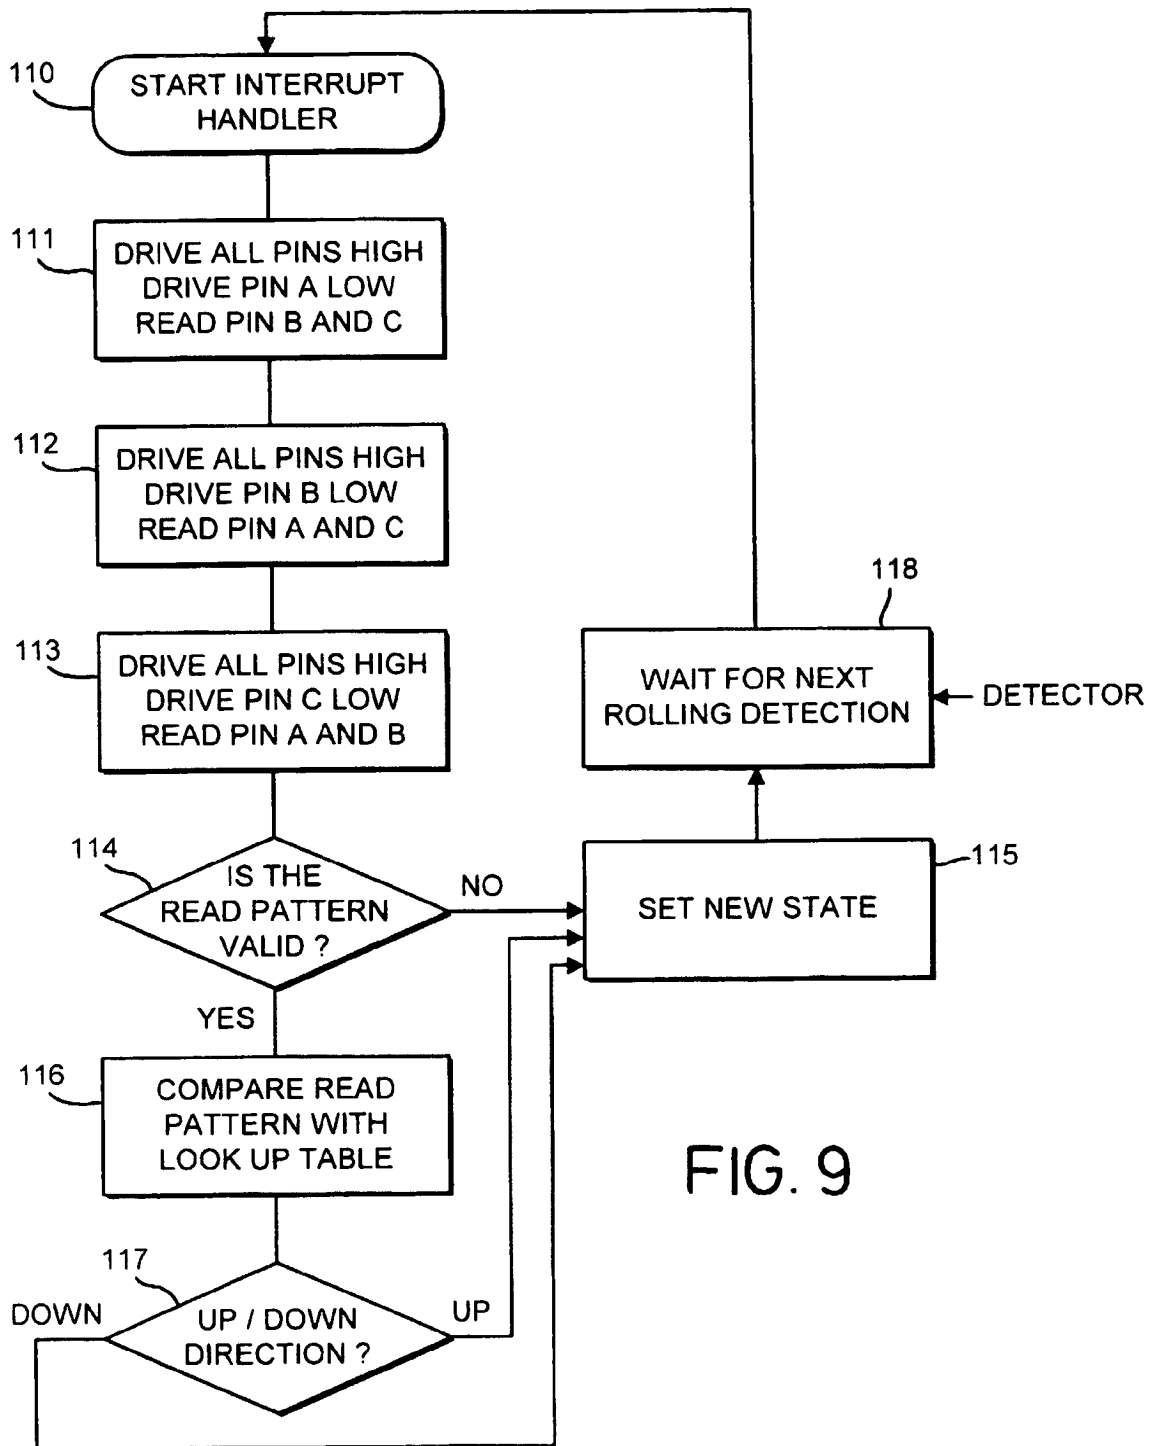 110
START INTERRUPT
HANDLER
111
DRIVE ALL PINS HIGH
DRIVE PIN A LOW
READ PIN B AND C
112
DRIVE ALL PINS HIGH
DRIVE PIN B LOW
READ PIN A AND C
113
DRIVE ALL PINS HIGH
DRIVE PIN C LOW
READ PIN A AND B
114
IS THE
READ PATTERN
VALID ?
NO
YES
118
WAIT FOR NEXT
ROLLING DETECTION
DETECTOR
115
SET NEW STATE
116
COMPARE READ
PATTERN WITH
LOOK UP TABLE
117
UP / DOWN
DIRECTION ?
DOWN
UP
FIG. 9